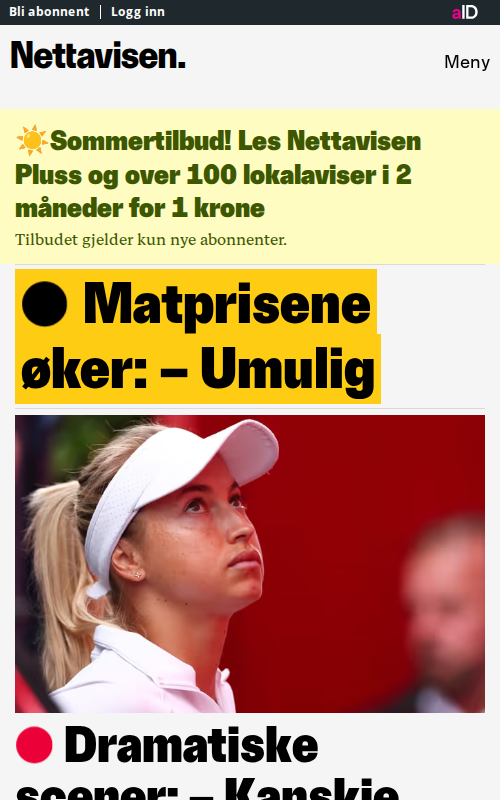 Bli abonnent | Logg inn
aID
Nettavisen.
Meny
☀️Sommertilbud! Les Nettavisen
Pluss og over 100 lokalaviser i 2
måneder for 1 krone
Tilbudet gjelder kun nye abonnenter.
Matprisene
øker: – Umulig
Dramatiske
scener: – Kanskje